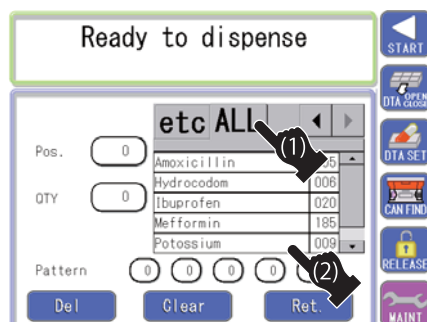 Ready to dispense
START
DTA OPEN CLOSE
DTA SET
CAN FIND
RELEASE
MAINT
etc ALL
(1)
Pos. 0
QTY 0
Amoxicillin 05
Hydrocodom 006
Ibuprofen 020
Mefformin 185
Potossium 009
(2)
Pattern 0 0 0 0
Del Clear Ret.